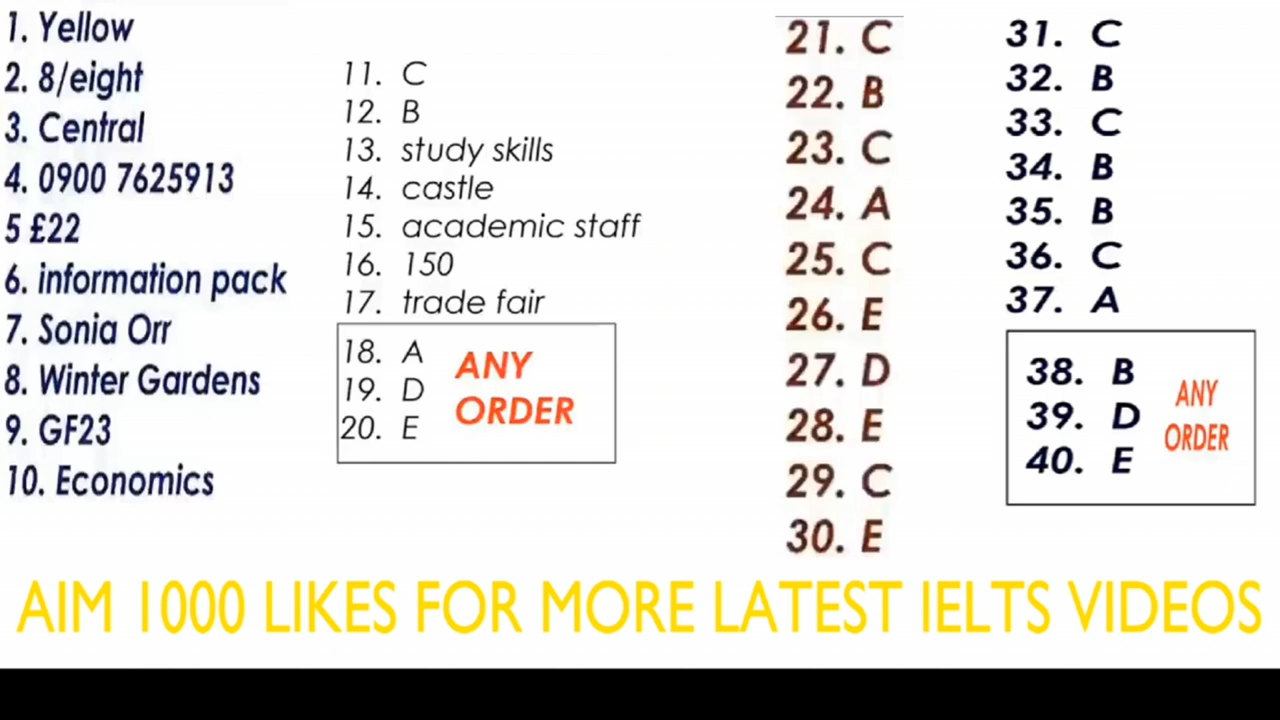 1. Yellow
2. 8/eight
3. Central
4. 0900 7625913
5 £22
6. information pack
7. Sonia Orr
8. Winter Gardens
9. GF23
10. Economics
11. C
12. B
13. study skills
14. castle
15. academic staff
16. 150
17. trade fair
18. A
19. D
20. E
ANY
ORDER
21. C
22. B
23. C
24. A
25. C
26. E
27. D
28. E
29. C
30. E
31. C
32. B
33. C
34. B
35. B
36. C
37. A
38. B
39. D
40. E
ANY
ORDER
AIM 1000 LIKES FOR MORE LATEST IELTS VIDEOS